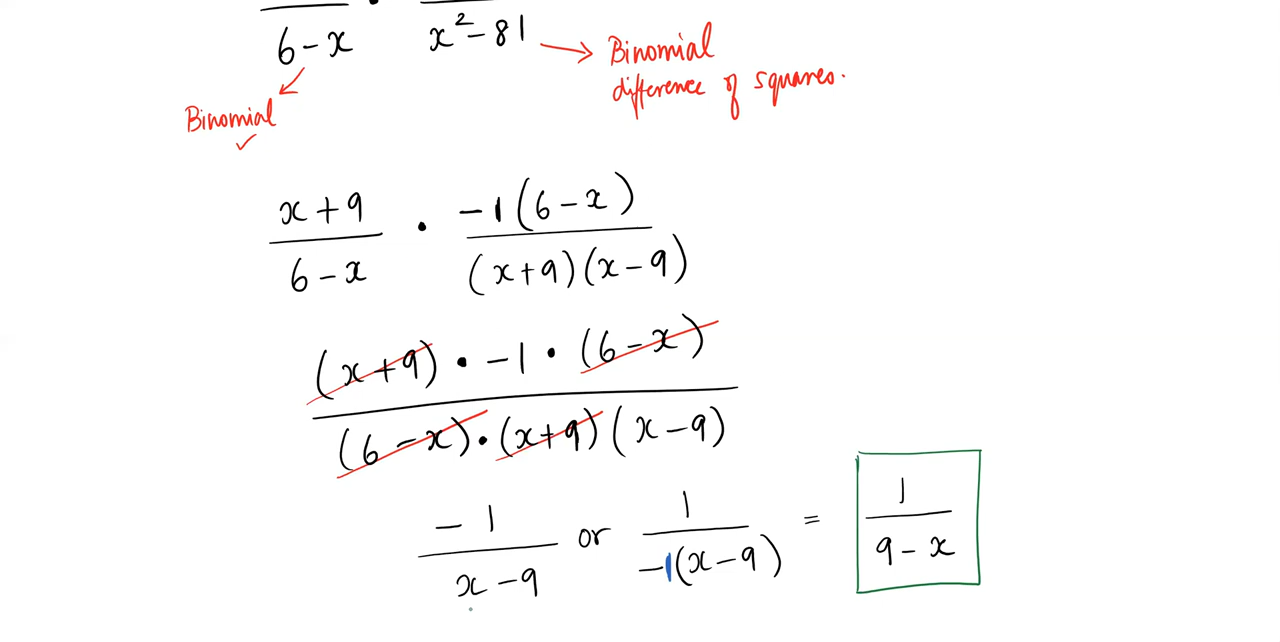 6 - x   x² - 81 → Binomial
difference of squares.
Binomial ✓
x + 9 • -1(6 - x)
6 - x   (x + 9)(x - 9)
(x + 9) • -1 • (6 - x)
(6 - x) • (x + 9)(x - 9)
-1 or 1 = 1
x - 9   -1(x - 9)   9 - x